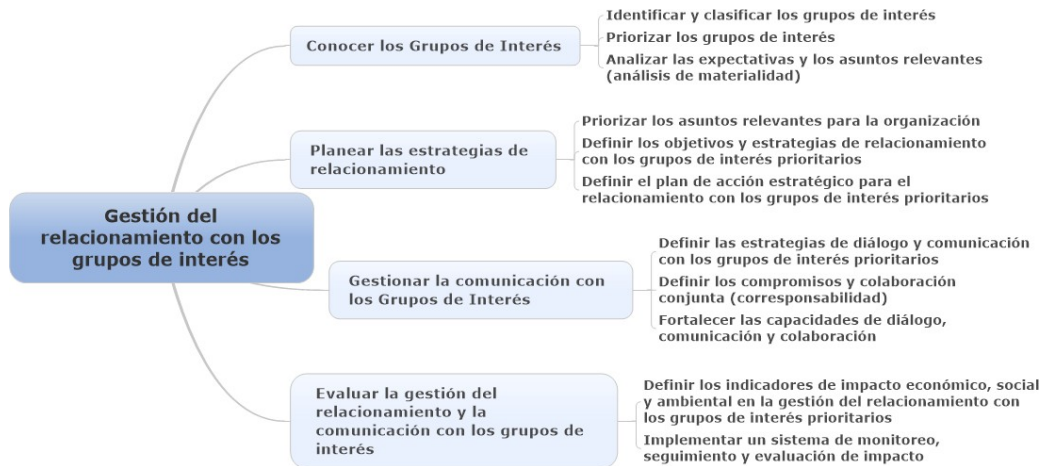 Gestión del
relacionamiento con los
grupos de interés
Conocer los Grupos de Interés
Identificar y clasificar los grupos de interés
Priorizar los grupos de interés
Analizar las expectativas y los asuntos relevantes
(análisis de materialidad)
Planear las estrategias de
relacionamiento
Priorizar los asuntos relevantes para la organización
Definir los objetivos y estrategias de relacionamiento
con los grupos de interés prioritarios
Definir el plan de acción estratégico para el
relacionamiento con los grupos de interés prioritarios
Gestionar la comunicación con
los Grupos de Interés
Definir las estrategias de diálogo y comunicación
con los grupos de interés prioritarios
Definir los compromisos y colaboración
conjunta (corresponsabilidad)
Fortalecer las capacidades de diálogo,
comunicación y colaboración
Evaluar la gestión del
relacionamiento y la
comunicación con los grupos de
interés
Definir los indicadores de impacto económico, social
y ambiental en la gestión del relacionamiento con
los grupos de interés prioritarios
Implementar un sistema de monitoreo,
seguimiento y evaluación de impacto